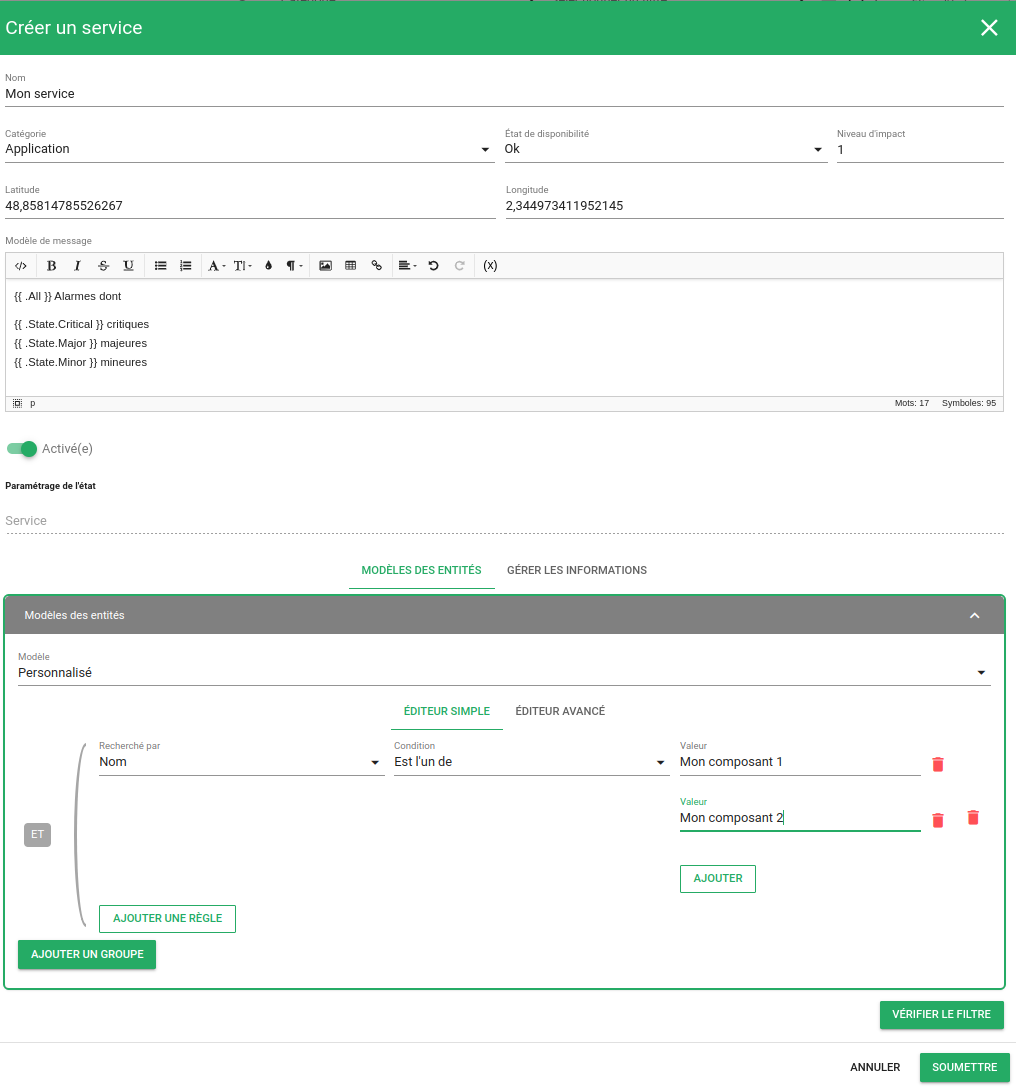 Créer un service
Nom
Mon service
Catégorie
État de disponibilité
Niveau d'impact
Application
Ok
1
Latitude
Longitude
48,85814785526267
2,344973411952145
Modèle de message
</> B I S U A T| ¶ (x)
{{ .All }} Alarmes dont
{{ .State.Critical }} critiques
{{ .State.Major }} majeures
{{ .State.Minor }} mineures
p
Mots: 17 Symboles: 95
Activé(e)
Paramétrage de l'état
Service
MODÈLES DES ENTITÉS
GÉRER LES INFORMATIONS
Modèles des entités
Modèle
Personnalisé
ÉDITEUR SIMPLE
ÉDITEUR AVANCÉ
Recherché par
Condition
Valeur
Nom
Est l'un de
Mon composant 1
Valeur
Mon composant 2
ET
AJOUTER
AJOUTER UNE RÈGLE
AJOUTER UN GROUPE
VÉRIFIER LE FILTRE
ANNULER
SOUMETTRE